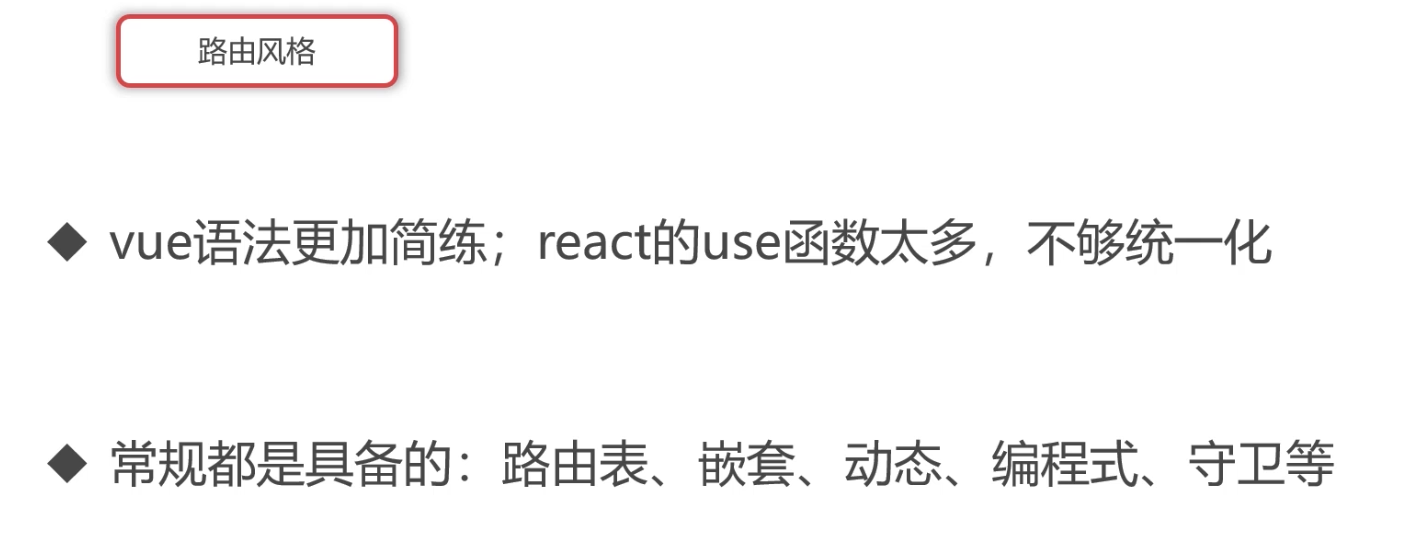 路由风格
vue语法更加简练；react的use函数太多，不够统一化
常规都是具备的：路由表、嵌套、动态、编程式、守卫等